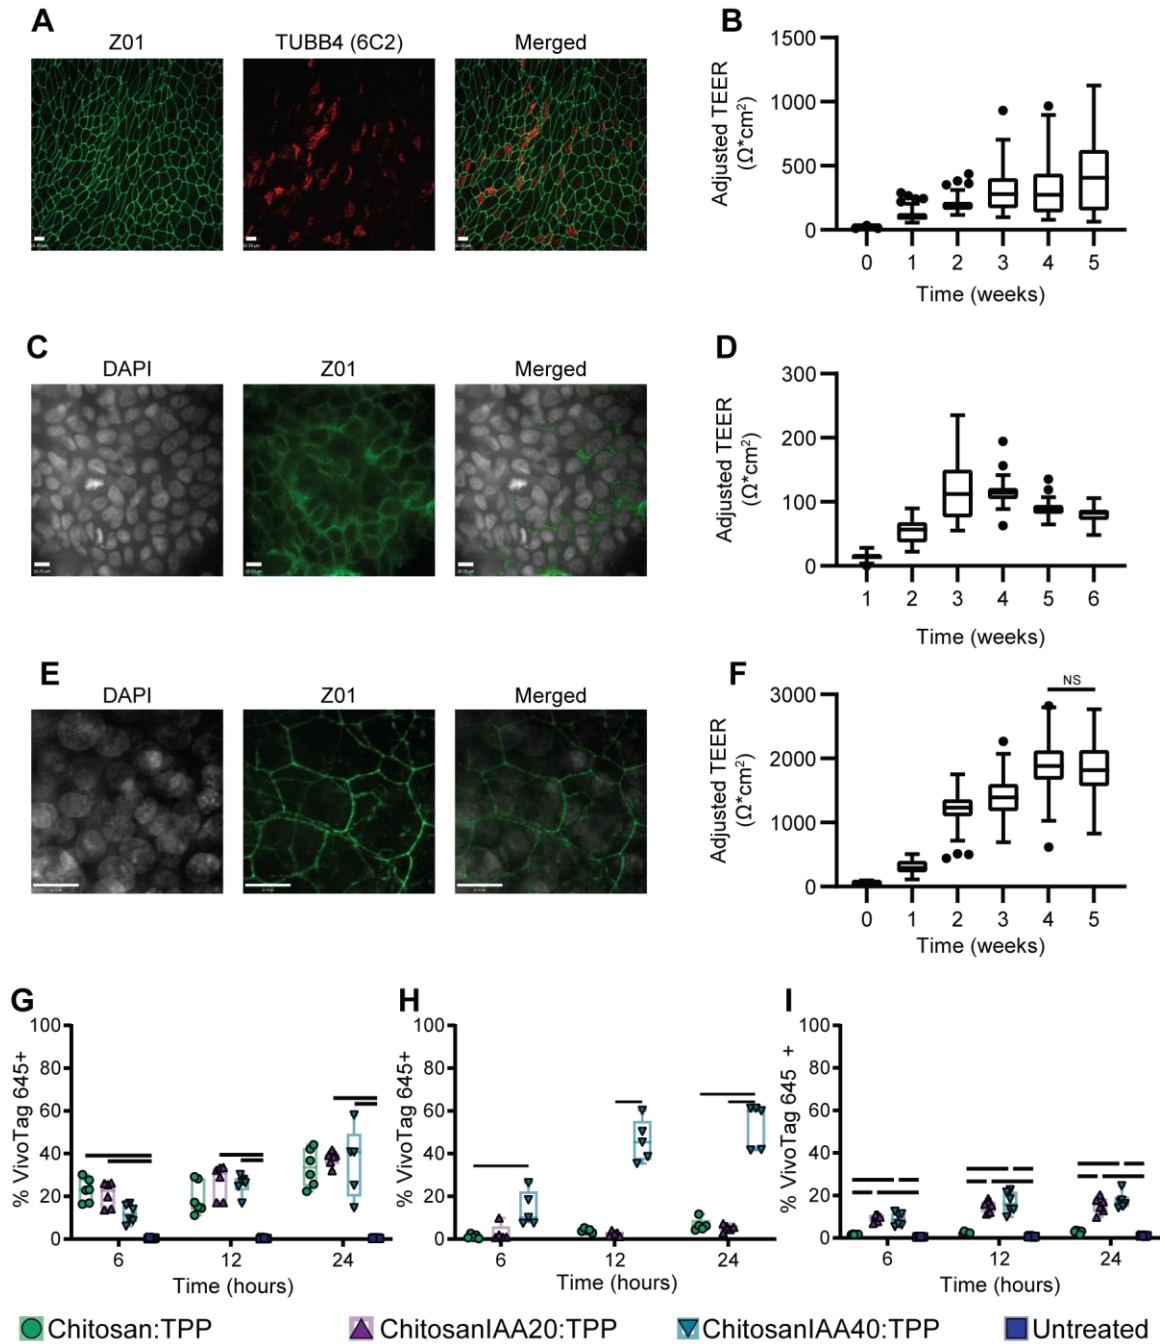 A
Z01
TUBB4 (6C2)
Merged
B
1500
1000
500
0
Adjusted TEER
(Ω*cm²)
0 1 2 3 4 5
Time (weeks)
C
DAPI
Z01
Merged
D
300
200
100
0
Adjusted TEER
(Ω*cm²)
1 2 3 4 5 6
Time (weeks)
E
DAPI
Z01
Merged
F
NS
3000
2000
1000
0
Adjusted TEER
(Ω*cm²)
0 1 2 3 4 5
Time (weeks)
G
100
80
60
40
20
0
% VivoTag 645+
6 12 24
Time (hours)
H
100
80
60
40
20
0
% VivoTag 645+
6 12 24
Time (hours)
I
100
80
60
40
20
0
% VivoTag 645 +
6 12 24
Time (hours)
Chitosan:TPP
ChitosanIAA20:TPP
ChitosanIAA40:TPP
Untreated